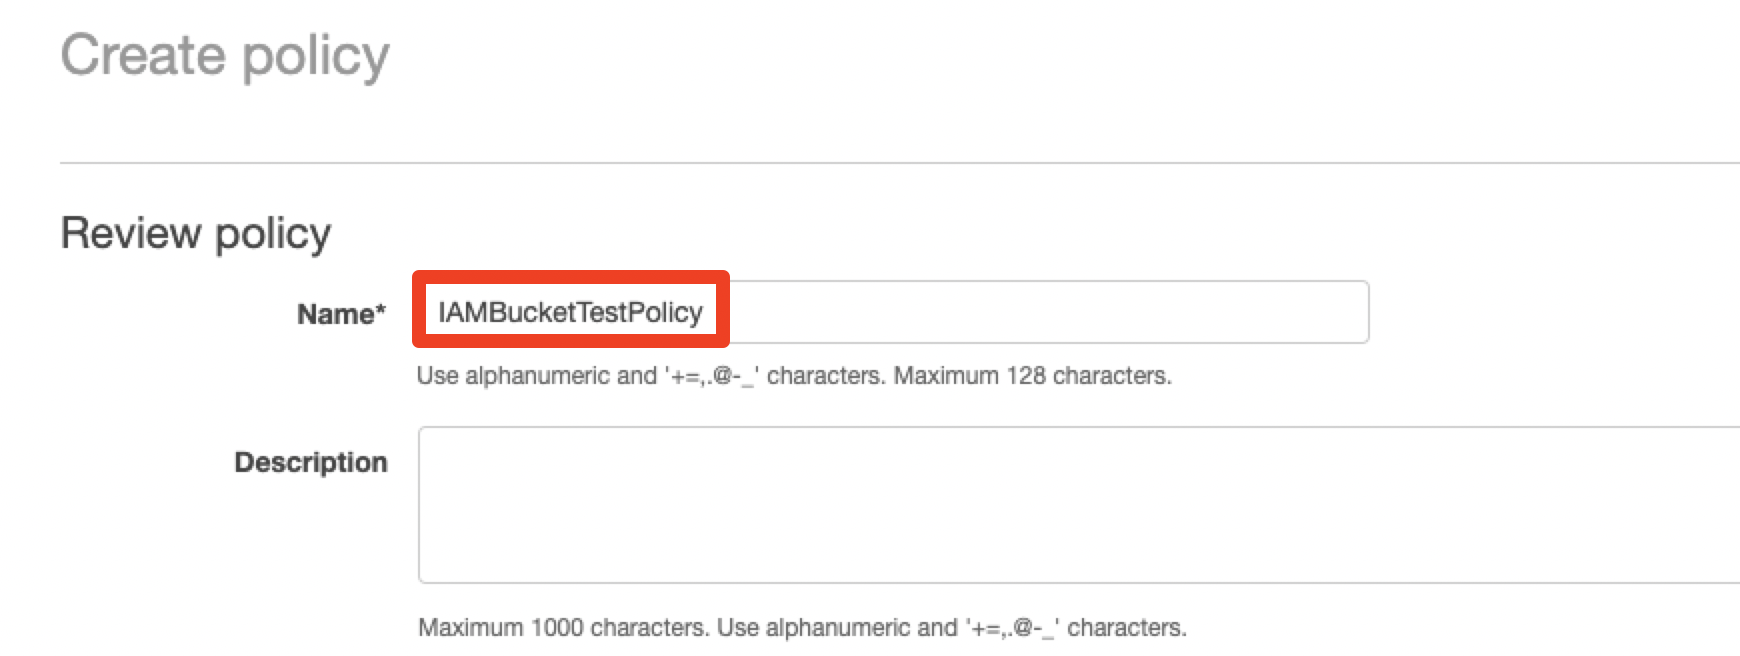 Create policy
Review policy
Name* IAMBucketTestPolicy
Use alphanumeric and '+=,.@-_' characters. Maximum 128 characters.
Description
Maximum 1000 characters. Use alphanumeric and '+=,.@-_' characters.